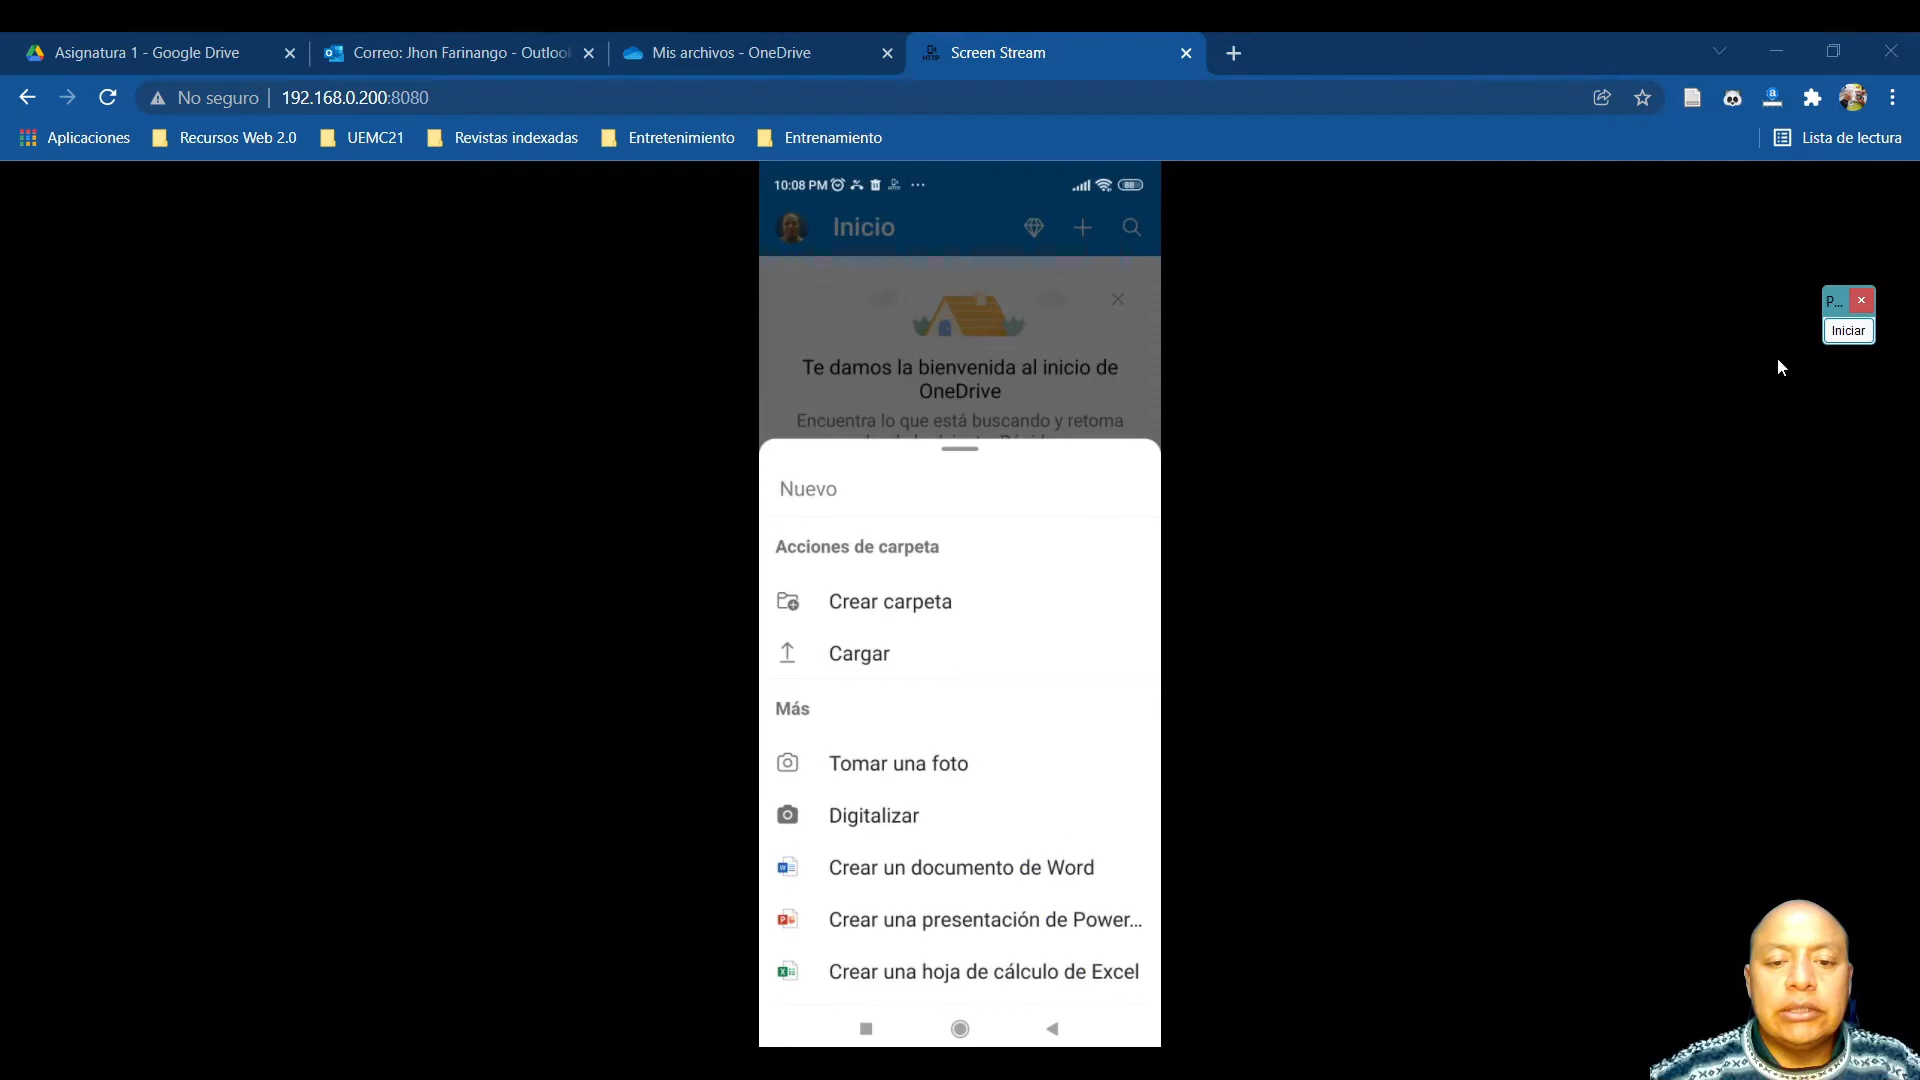 Asignatura 1 - Google Drive
Correo: Jhon Farinango - Outloo
Mis archivos - OneDrive
Screen Stream
No seguro
192.168.0.200:8080
Aplicaciones
Recursos Web 2.0
UEMC21
Revistas indexadas
Entretenimiento
Entrenamiento
Lista de lectura
10:08 PM
88
Inicio
Te damos la bienvenida al inicio de
OneDrive
Encuentra lo que está buscando y retoma
P...
Iniciar
Nuevo
Acciones de carpeta
Crear carpeta
Cargar
Más
Tomar una foto
Digitalizar
Crear un documento de Word
Crear una presentación de Power...
Crear una hoja de cálculo de Excel